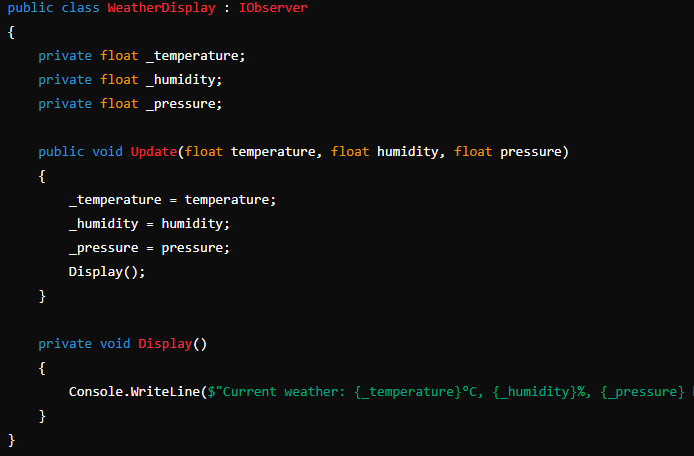 public class WeatherDisplay : IObserver
{
    private float _temperature;
    private float _humidity;
    private float _pressure;

    public void Update(float temperature, float humidity, float pressure)
    {
        _temperature = temperature;
        _humidity = humidity;
        _pressure = pressure;
        Display();
    }

    private void Display()
    {
        Console.WriteLine($"Current weather: {_temperature}°C, {_humidity}%, {_pressure}
    }
}